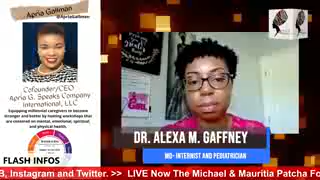 Apria Gallman
@ApriaGallman
Cofounder/CEO
Apria G. Speaks Company
International, LLC
Equipping millennial caregivers to become
stronger and better by hosting workshops that
are centered on mental, emotional, spiritual,
and physical health.
FLASH INFOS
DR. ALEXA M. GAFFNEY
MD- INTERNIST AND PEDIATRICIAN
B, Instagram and Twitter. >> LIVE Now The Michael & Mauritia Patcha Fo